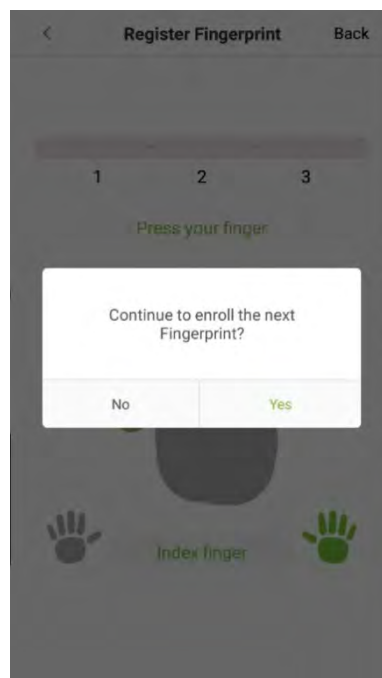 Register Fingerprint Back
1 2 3
Press your finger
Continue to enroll the next
Fingerprint?
No Yes
Index finger